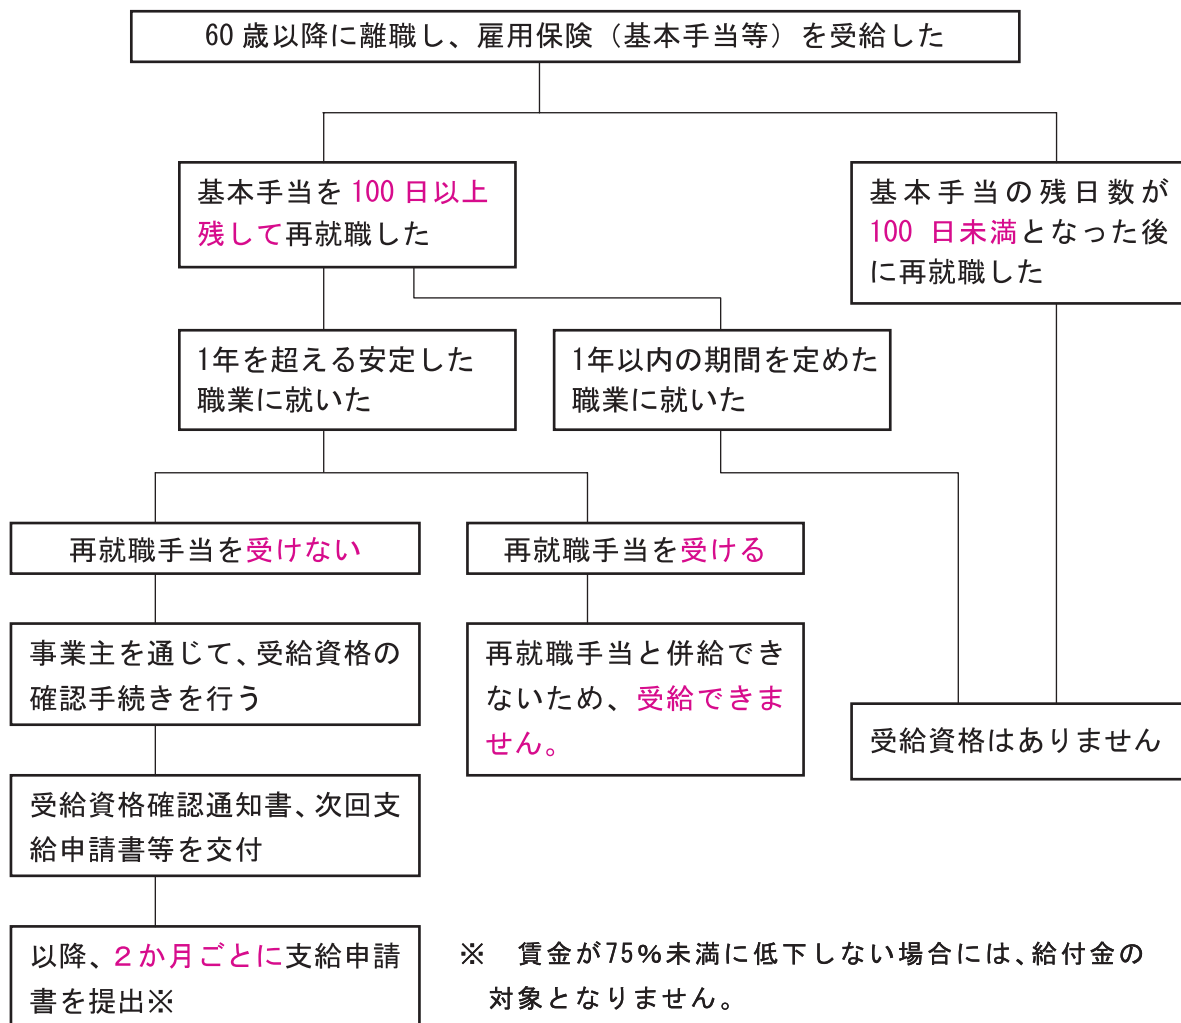 60歳以降に離職し、雇用保険（基本手当等）を受給した
基本手当を100日以上
残して再就職した
基本手当の残日数が
100日未満となった後
に再就職した
1年を超える安定した
職業に就いた
1年以内の期間を定めた
職業に就いた
再就職手当を受けない
再就職手当を受ける
事業主を通じて、受給資格の
確認手続きを行う
再就職手当と併給でき
ないため、受給できま
せん。
受給資格はありません
受給資格確認通知書、次回支
給申請書等を交付
以降、２か月ごとに支給申請
書を提出※
※　賃金が75%未満に低下しない場合には、給付金の
対象となりません。